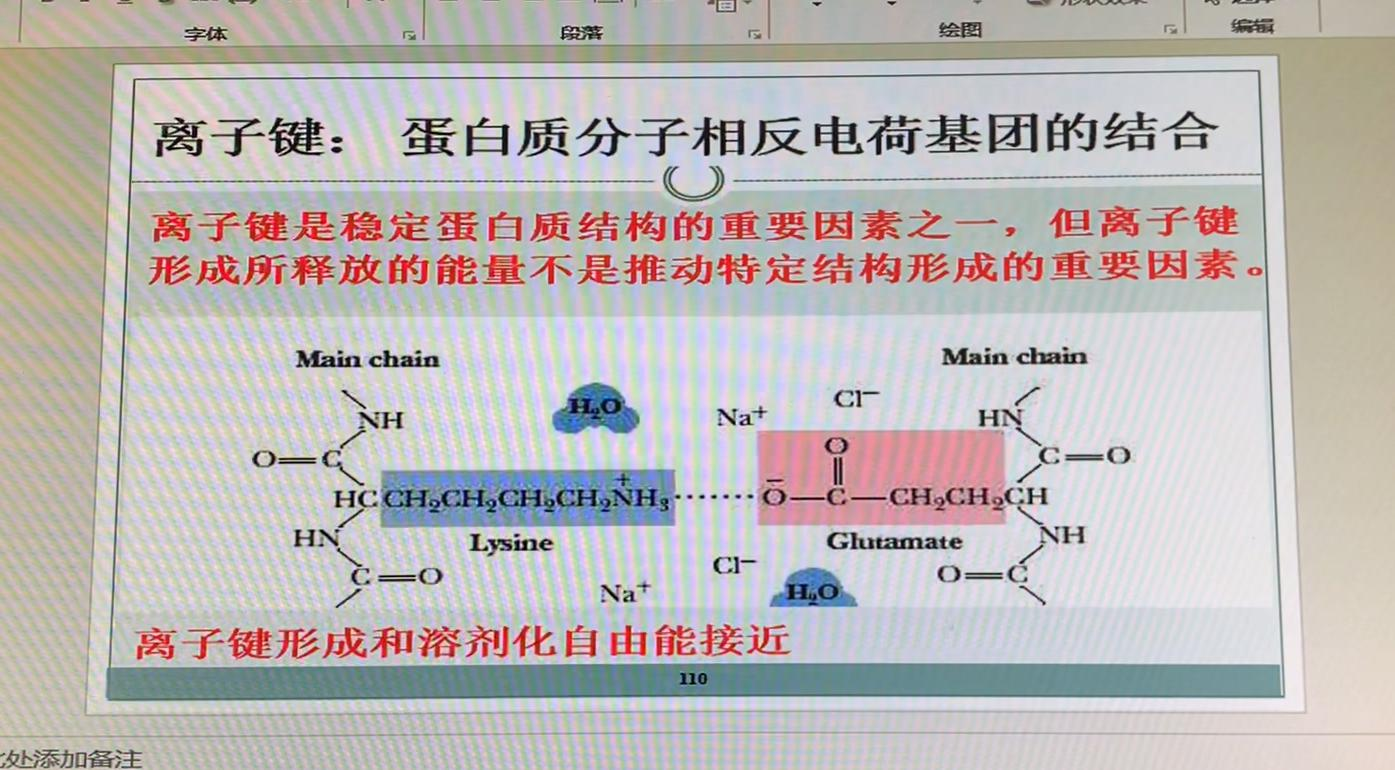 字体
段落
绘图
编辑
离子键： 蛋白质分子相反电荷基团的结合
离子键是稳定蛋白质结构的重要因素之一，但离子键
形成所释放的能量不是推动特定结构形成的重要因素。
Main chain
Main chain
H₂O
Na⁺
Cl⁻
NH
HN
O
O=C
C=O
HCCH₂CH₂CH₂CH₂N⁺H₃
O⁻—C—CH₂CH₂CH
HN
Lysine
Glutamate
NH
C=O
Cl⁻
O=C
Na⁺
H₂O
离子键形成和溶剂化自由能接近
110
处添加备注